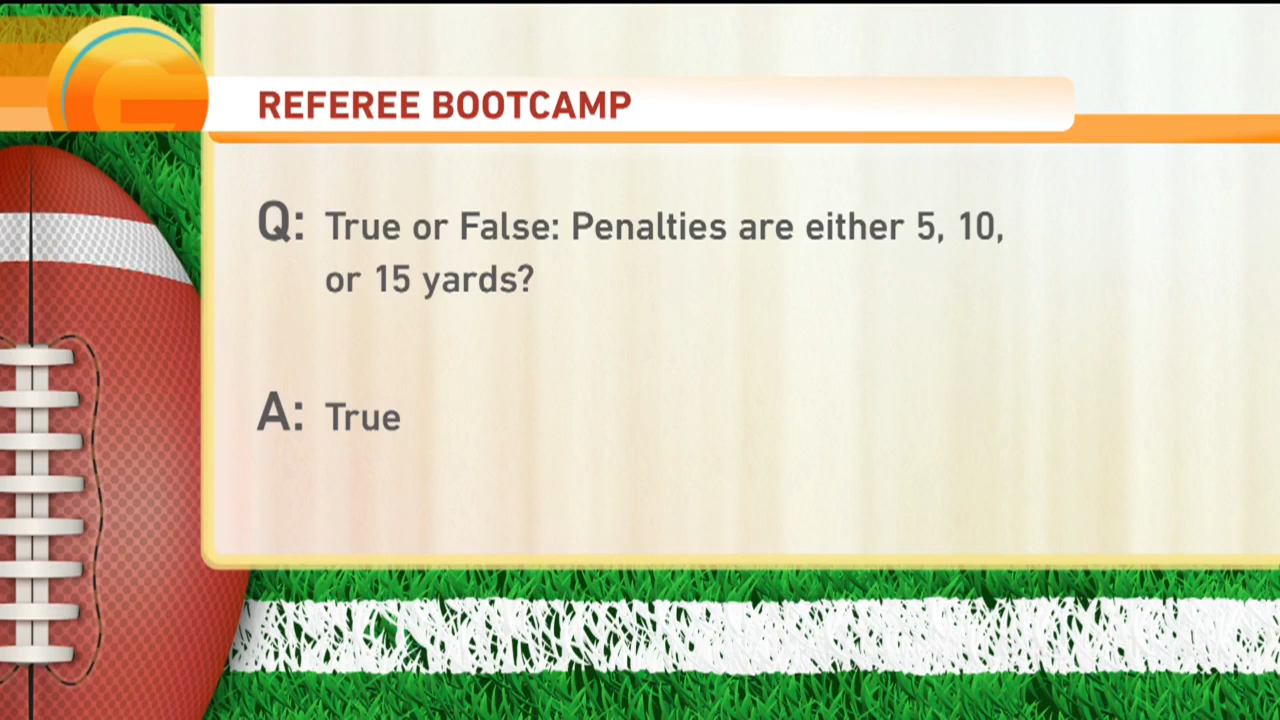 REFEREE BOOTCAMP
Q: True or False: Penalties are either 5, 10,
or 15 yards?
A: True